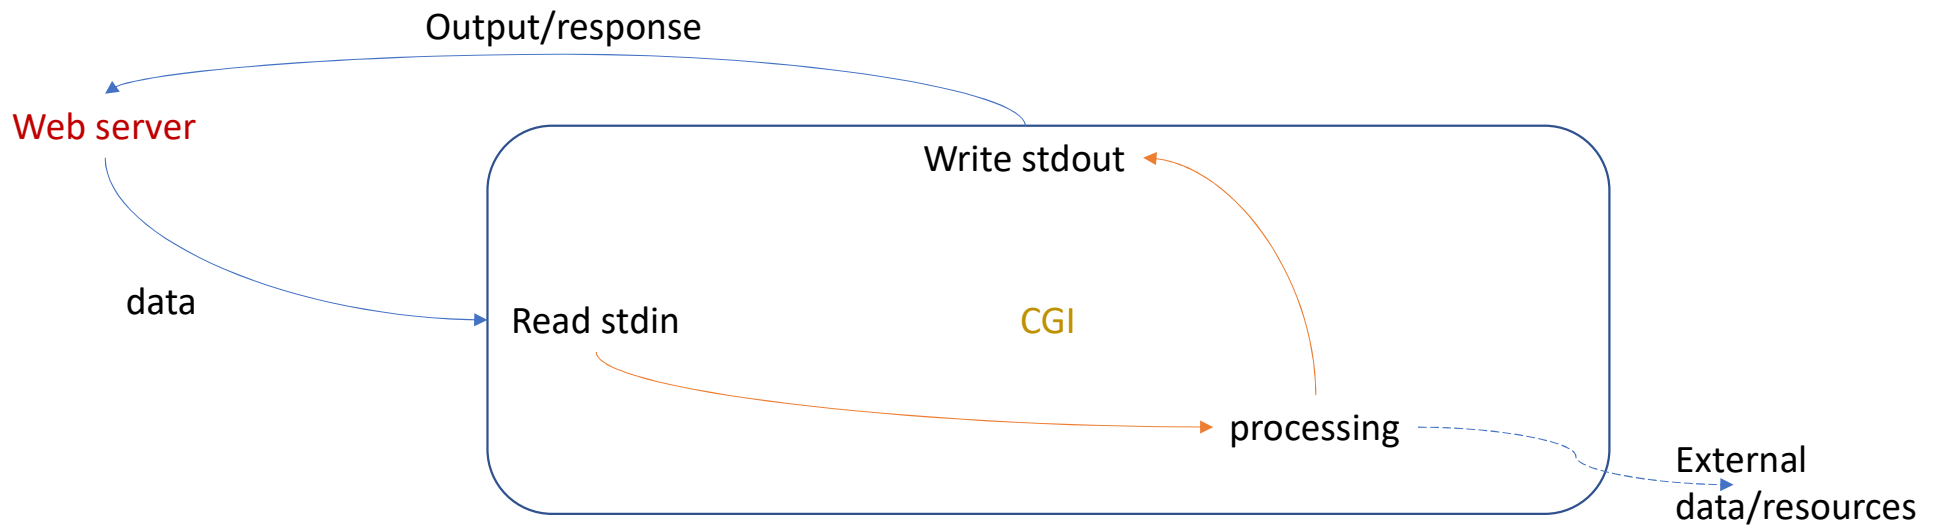 Output/response
Web server
Write stdout
data
Read stdin
CGI
processing
External
data/resources